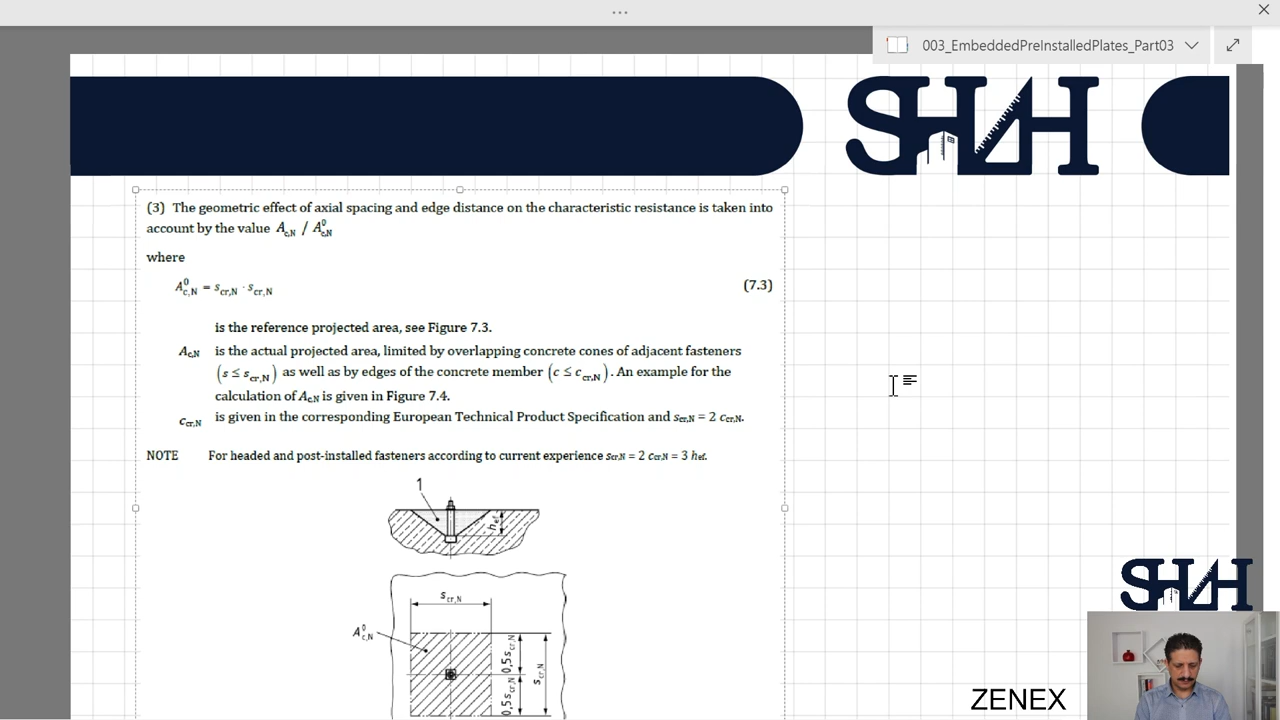 003_EmbeddedPreInstalledPlates_Part03
SHAH
(3) The geometric effect of axial spacing and edge distance on the characteristic resistance is taken into
account by the value A_c,N / A⁰_c,N
where
A⁰_c,N = s_cr,N · s_cr,N (7.3)
is the reference projected area, see Figure 7.3.
A_c,N is the actual projected area, limited by overlapping concrete cones of adjacent fasteners
(s ≤ s_cr,N) as well as by edges of the concrete member (c ≤ c_cr,N). An example for the
calculation of A_c,N is given in Figure 7.4.
c_cr,N is given in the corresponding European Technical Product Specification and s_cr,N = 2 c_cr,N.
NOTE For headed and post-installed fasteners according to current experience s_cr,N = 2 c_cr,N = 3 h_ef.
1
h_ef
s_cr,N
A⁰_c,N
0,5 s_cr,N
0,5 s_cr,N
s_cr,N
SHAH
ZENEX